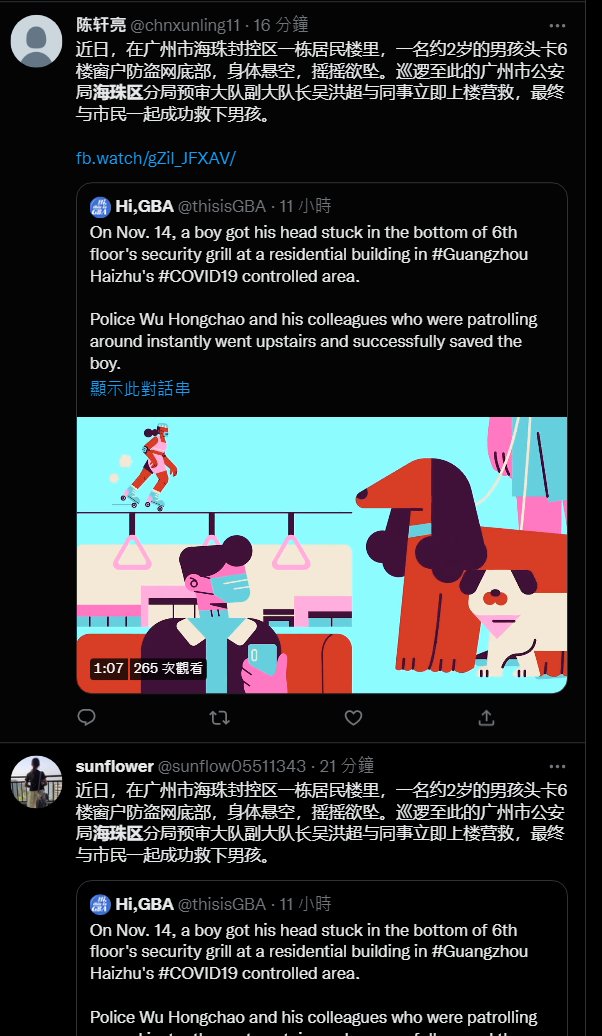 陈轩亮 @chnxunling11 · 16 分鐘
近日，在广州市海珠封控区一栋居民楼里，一名约2岁的男孩头卡6
楼窗户防盗网底部，身体悬空，摇摇欲坠。巡逻至此的广州市公安
局海珠区分局预审大队副大队长吴洪超与同事立即上楼营救，最终
与市民一起成功救下男孩。
fb.watch/gZil_JFXAV/
Hi,GBA @thisisGBA · 11 小時
On Nov. 14, a boy got his head stuck in the bottom of 6th
floor's security grill at a residential building in #Guangzhou
Haizhu's #COVID19 controlled area.
Police Wu Hongchao and his colleagues who were patrolling
around instantly went upstairs and successfully saved the
boy.
顯示此對話串
1:07 265 次觀看
sunflower @sunflow05511343 · 21 分鐘
近日，在广州市海珠封控区一栋居民楼里，一名约2岁的男孩头卡6
楼窗户防盗网底部，身体悬空，摇摇欲坠。巡逻至此的广州市公安
局海珠区分局预审大队副大队长吴洪超与同事立即上楼营救，最终
与市民一起成功救下男孩。
Hi,GBA @thisisGBA · 11 小時
On Nov. 14, a boy got his head stuck in the bottom of 6th
floor's security grill at a residential building in #Guangzhou
Haizhu's #COVID19 controlled area.
Police Wu Hongchao and his colleagues who were patrolling